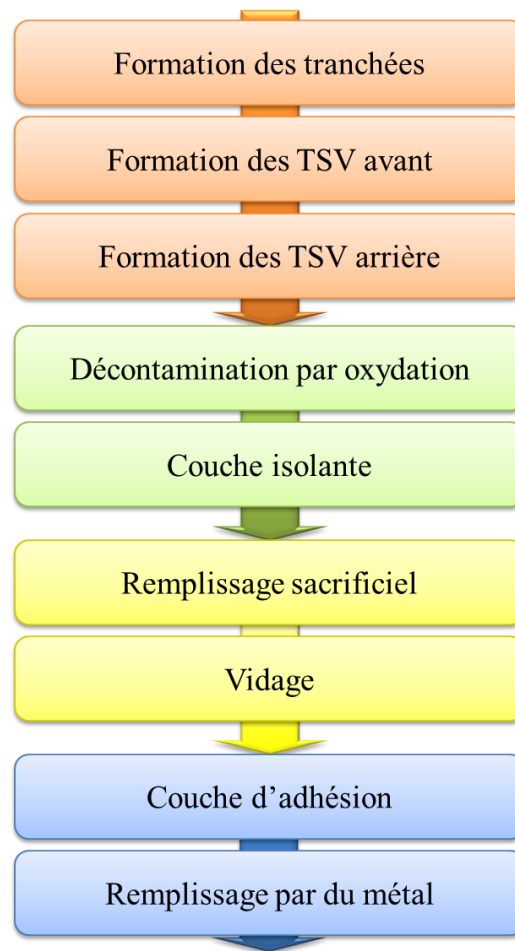 Formation des tranchées
Formation des TSV avant
Formation des TSV arrière
Décontamination par oxydation
Couche isolante
Remplissage sacrificiel
Vidage
Couche d’adhésion
Remplissage par du métal